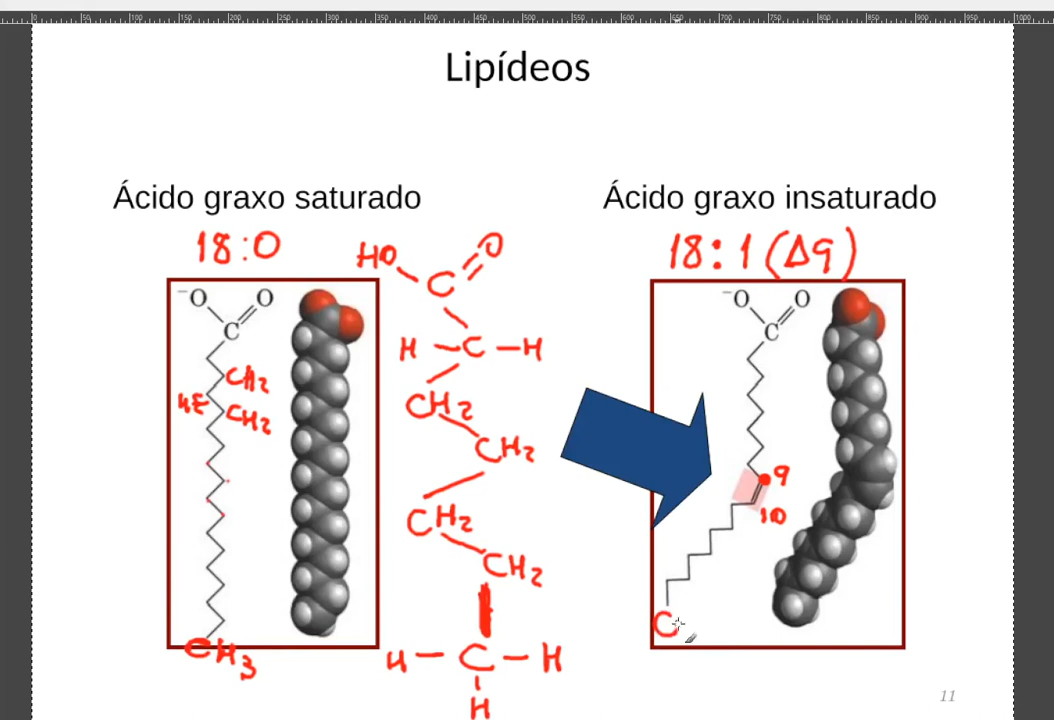 Lipídeos
Ácido graxo saturado
Ácido graxo insaturado
18:0
18:1(Δ9)
HO
O
C
H — C — H
CH2
CH2
CH2
CH2
H — C — H
H
⁻O O
C
CH2
CH2
CH3
⁻O O
C
9
10
C
11